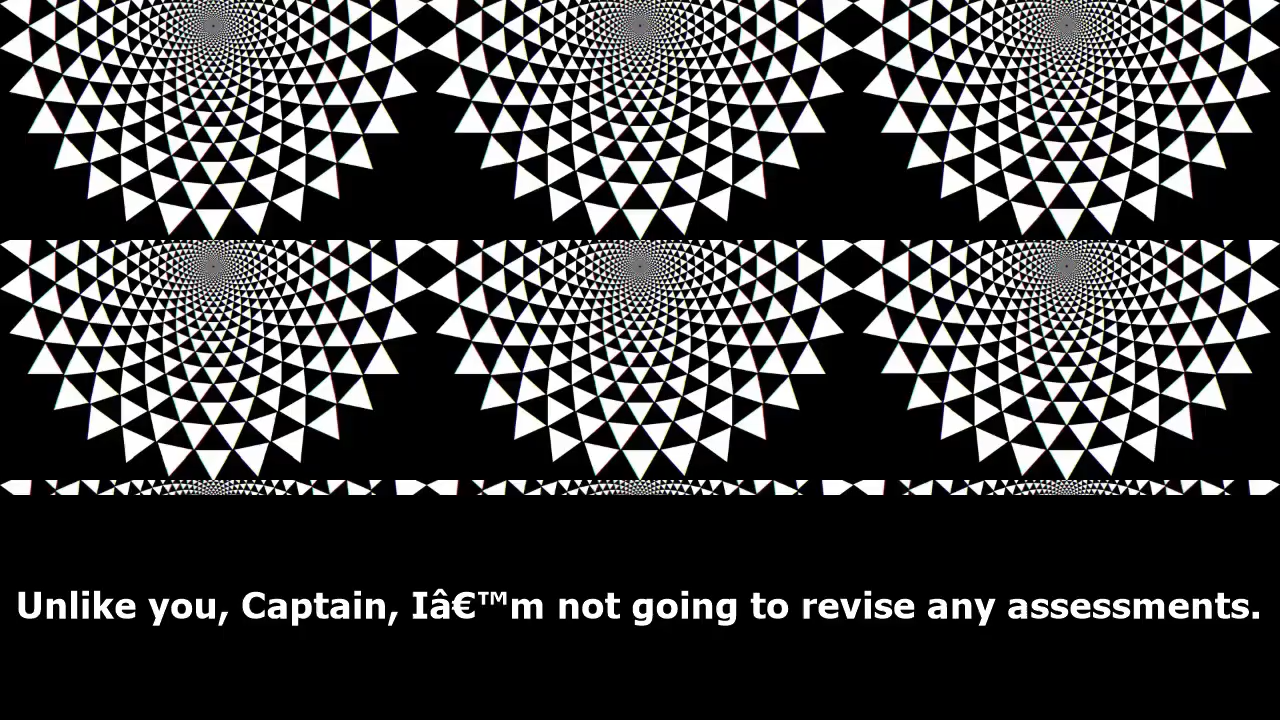 Unlike you, Captain, Iâ€™m not going to revise any assessments.